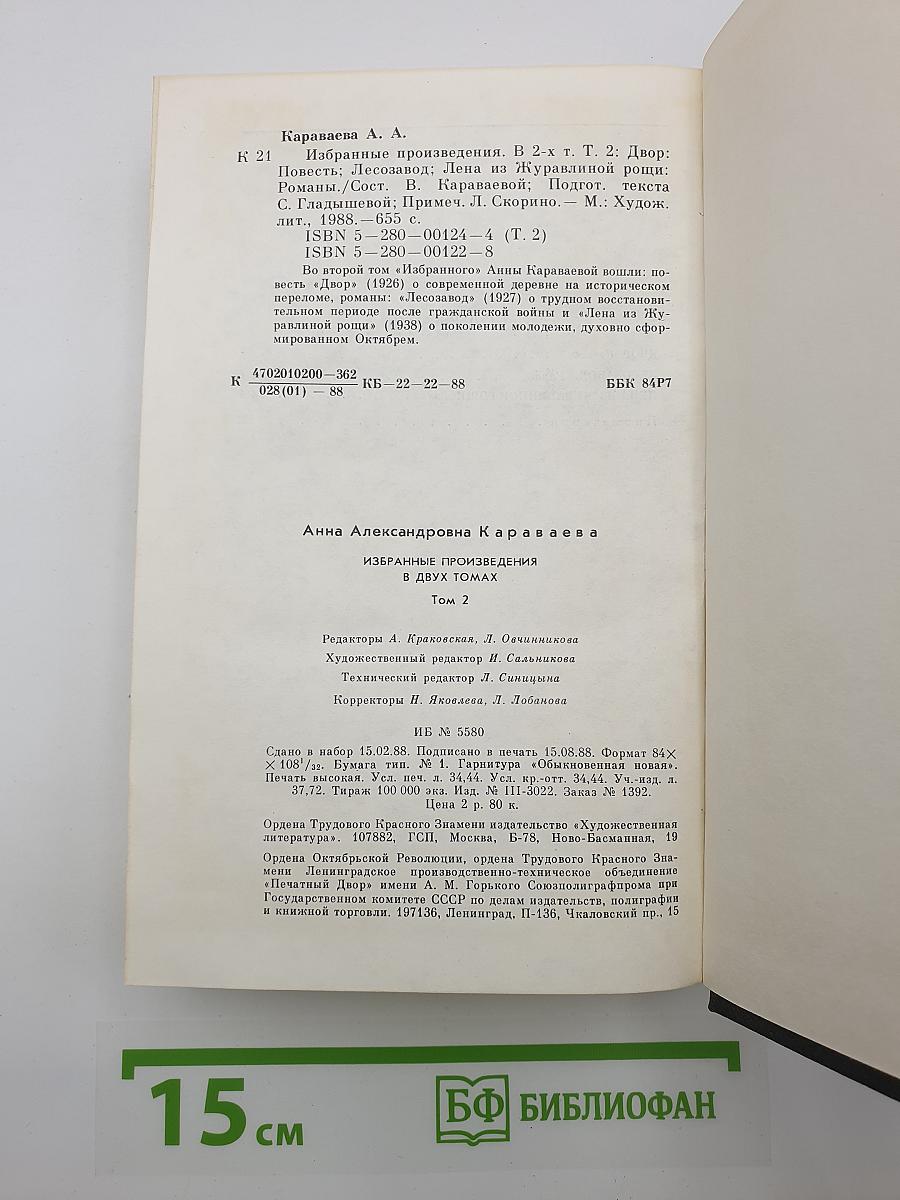 Караваева А. А.
К 21 Избранные произведения. В 2-х т. Т. 2: Двор:
Повесть; Лесозавод; Лена из Журавлиной рощи:
Романы./Сост. В. Караваевой; Подгот. текста
С. Гладышевой; Примеч. Л. Скорино.— М.: Худож.
лит., 1988.—655 с.
ISBN 5—280—00124—4 (Т. 2)
ISBN 5—280—00122—8
Во второй том «Избранного» Анны Караваевой вошли: по-
весть «Двор» (1926) о современной деревне на историческом
переломе, романы: «Лесозавод» (1927) о трудном восстанови-
тельном периоде после гражданской войны и «Лена из Жу-
равлиной рощи» (1938) о поколении молодежи, духовно сфор-
мированном Октябрем.
К 4702010200—362
028(01) — 88
КБ—22—22—88
ББК 84Р7
Анна Александровна Караваева
ИЗБРАННЫЕ ПРОИЗВЕДЕНИЯ
В ДВУХ ТОМАХ
Том 2
Редакторы А. Краковская, Л. Овчинникова
Художественный редактор И. Сальникова
Технический редактор Л. Синицына
Корректоры Н. Яковлева, Л. Лобанова
ИБ № 5580
Сдано в набор 15.02.88. Подписано в печать 15.08.88. Формат 84×
×108¹/₃₂. Бумага тип. № 1. Гарнитура «Обыкновенная новая».
Печать высокая. Усл. печ. л. 34,44. Усл. кр.-отт. 34,44. Уч.-изд. л.
37,72. Тираж 100 000 экз. Изд. № III-3022. Заказ № 1392.
Цена 2 р. 80 к.
Ордена Трудового Красного Знамени издательство «Художественная
литература». 107882, ГСП, Москва, Б-78, Ново-Басманная, 19
Ордена Октябрьской Революции, ордена Трудового Красного Зна-
мени Ленинградское производственно-техническое объединение
«Печатный Двор» имени А. М. Горького Союзполиграфпрома при
Государственном комитете СССР по делам издательств, полиграфии
и книжной торговли. 197136, Ленинград, П-136, Чкаловский пр., 15
15 см
БФ БИБЛИОФАН